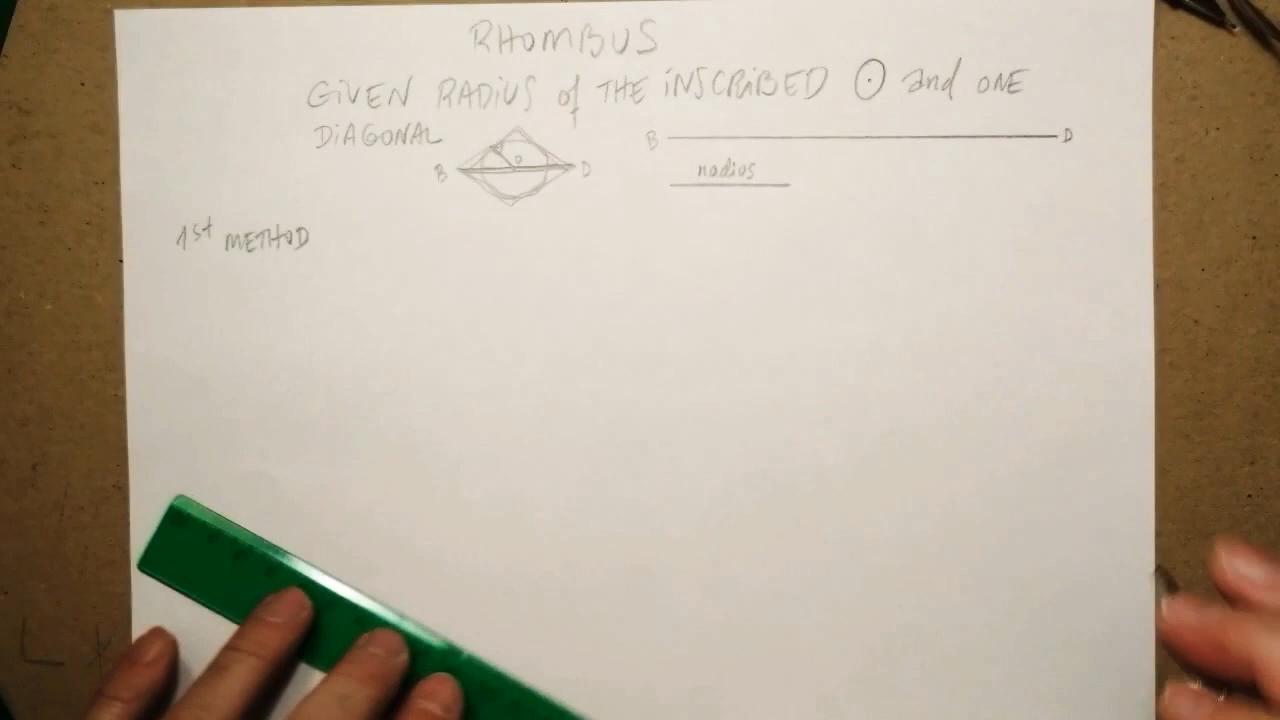 RHOMBUS
GIVEN RADIUS of THE INSCRIBED ⊙ and ONE
DIAGONAL
B O D
B D
radius
1st METHOD